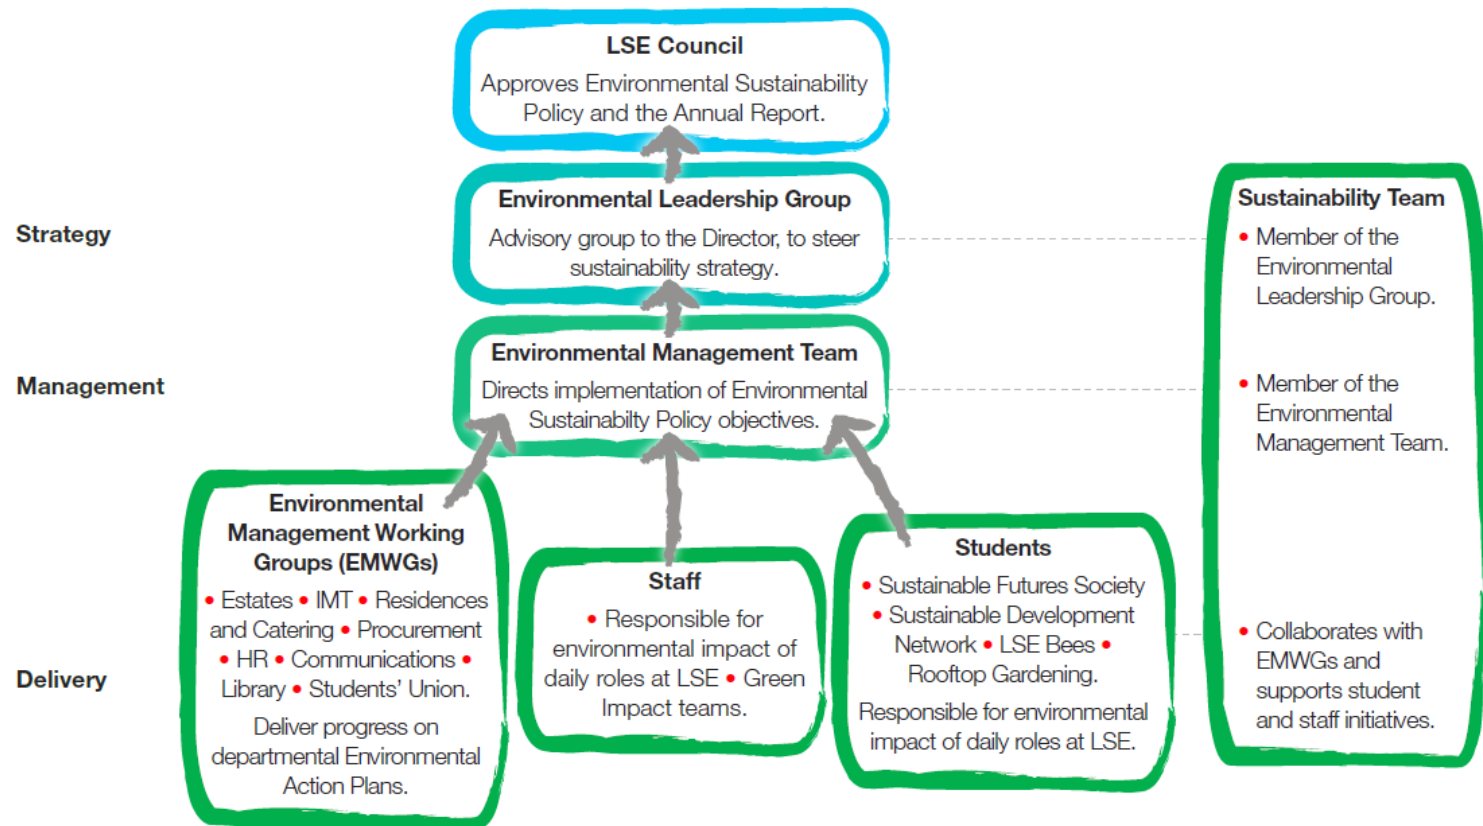 LSE Council
Approves Environmental Sustainability
Policy and the Annual Report.
Strategy
Environmental Leadership Group
Advisory group to the Director, to steer
sustainability strategy.
Management
Environmental Management Team
Directs implementation of Environmental
Sustainabilty Policy objectives.
Delivery
Environmental
Management Working
Groups (EMWGs)
• Estates • IMT • Residences
and Catering • Procurement
• HR • Communications •
Library • Students' Union.
Deliver progress on
departmental Environmental
Action Plans.
Staff
• Responsible for
environmental impact of
daily roles at LSE • Green
Impact teams.
Students
• Sustainable Futures Society
• Sustainable Development
Network • LSE Bees •
Rooftop Gardening.
Responsible for environmental
impact of daily roles at LSE.
Sustainability Team
• Member of the
Environmental
Leadership Group.
• Member of the
Environmental
Management Team.
• Collaborates with
EMWGs and
supports student
and staff initiatives.